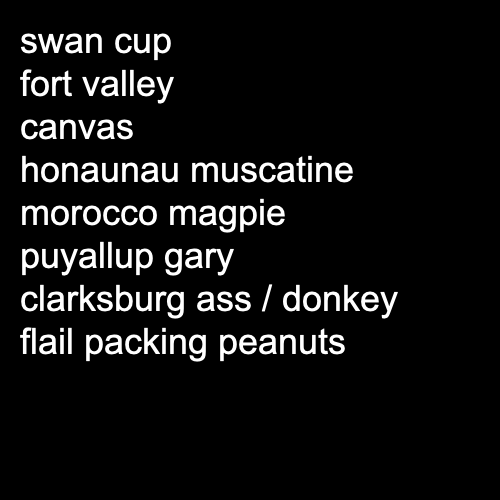 swan cup
fort valley
canvas
honaunau muscatine
morocco magpie
puyallup gary
clarksburg ass / donkey
flail packing peanuts